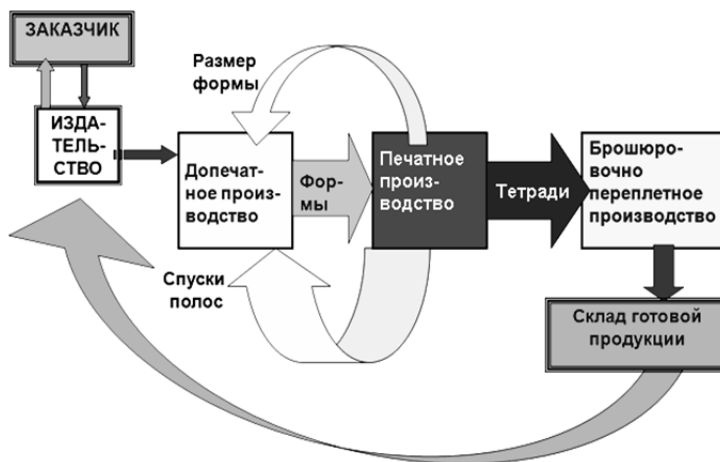 ЗАКАЗЧИК
Размер
формы
ИЗДА-
ТЕЛЬ-
СТВО
Допечат-
ное произ-
водство
Фор-
мы
Печатное
произ-
водство
Тетради
Брошюро-
вочно
переплетное
производство
Спуски
полос
Склад готовой
продукции